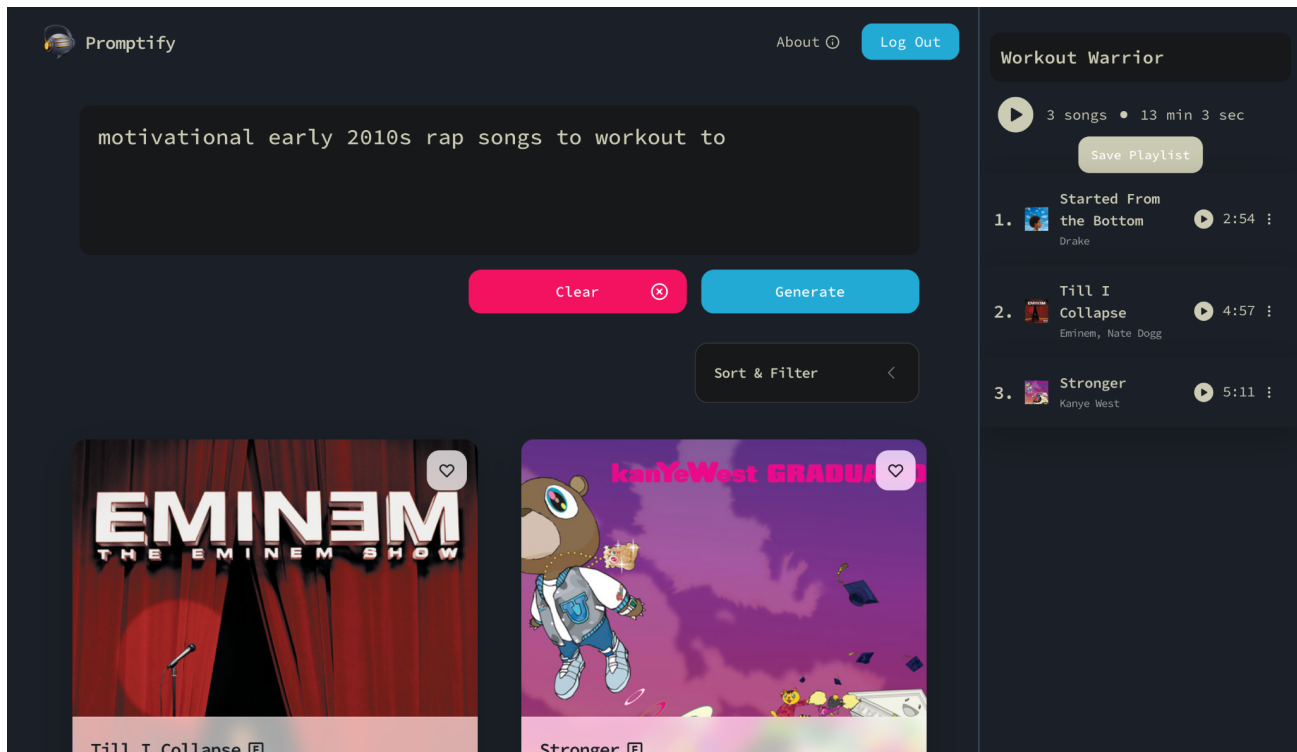 Promptify
About
Log Out
motivational early 2010s rap songs to workout to
Clear
Generate
Sort & Filter
EMINEM
THE EMINEM SHOW
Till I Collapse E
kanYeWest GRADUA
U
Stronger E
Workout Warrior
3 songs • 13 min 3 sec
Save Playlist
1.
Started From
the Bottom
Drake
2:54
2.
Till I
Collapse
Eminem, Nate Dogg
4:57
3.
Stronger
Kanye West
5:11